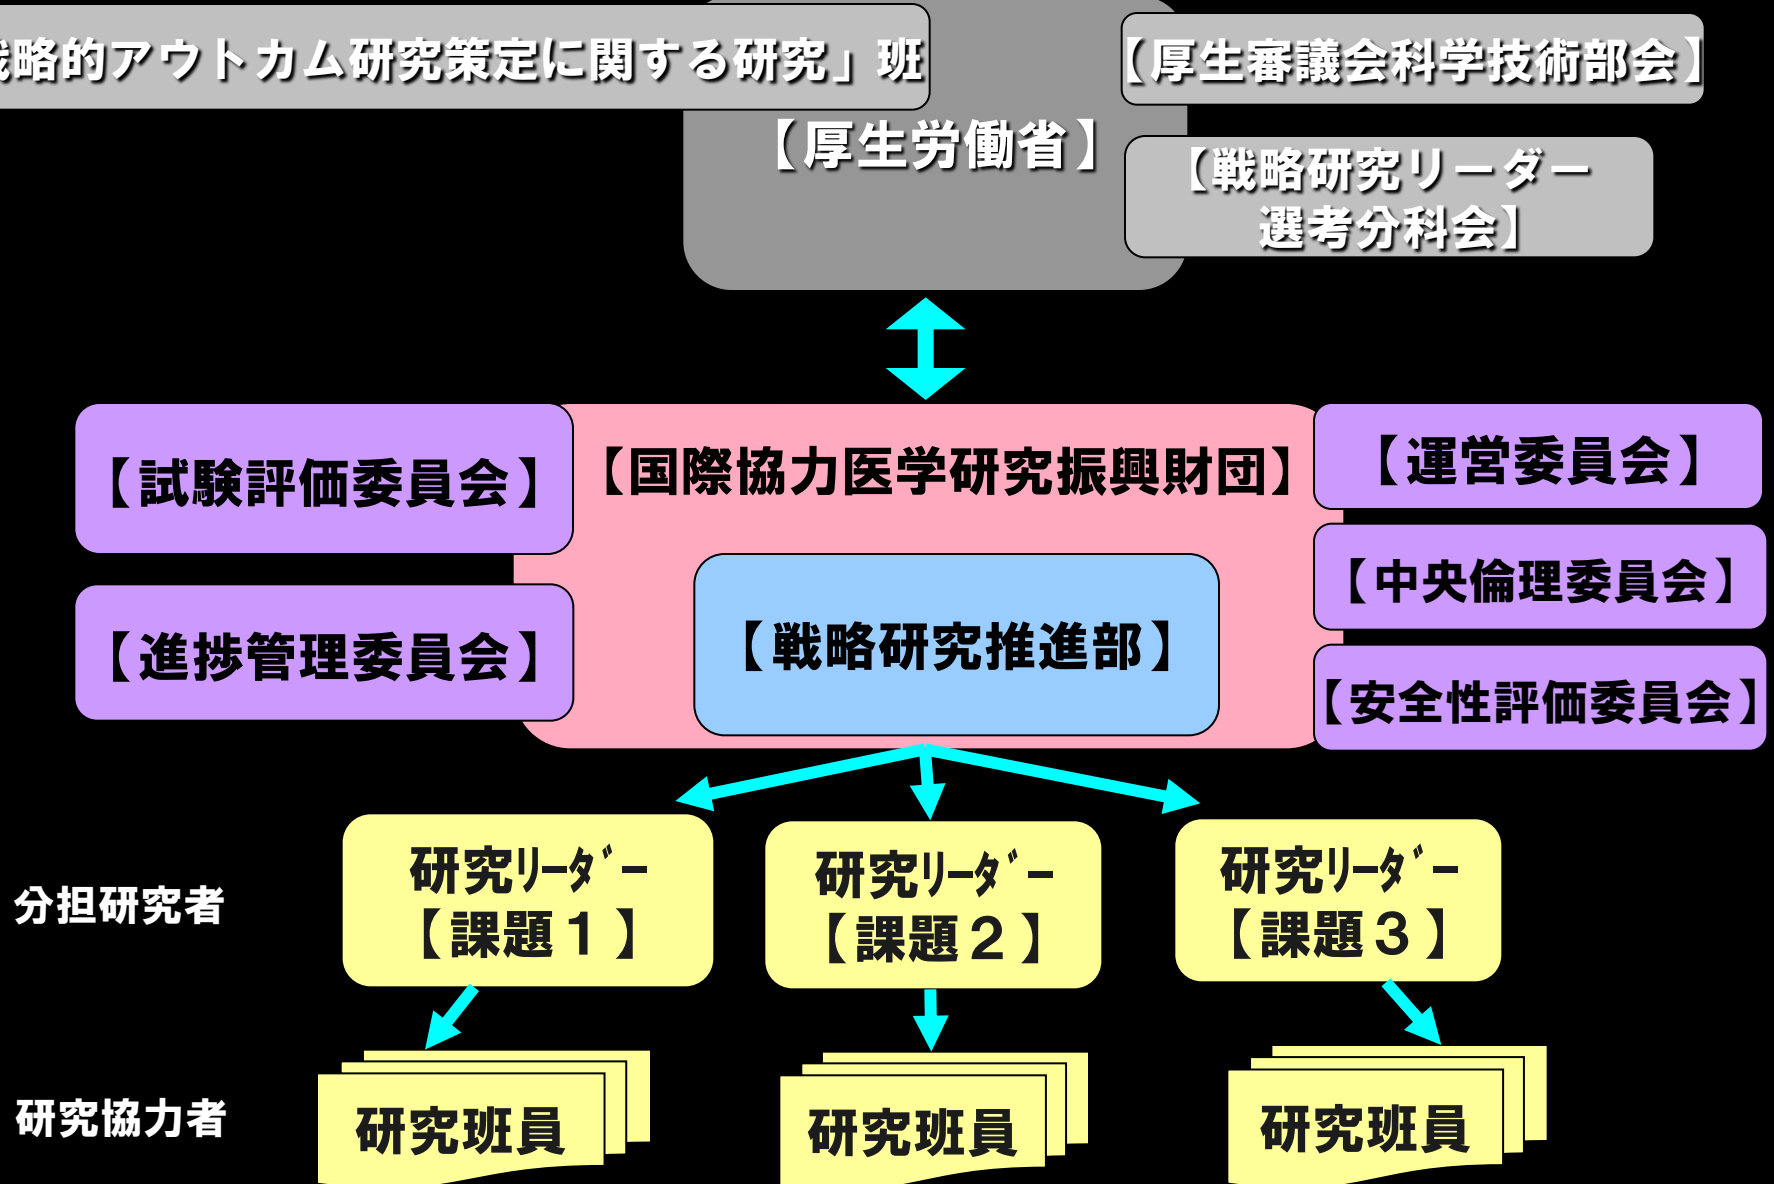 略的アウトカム研究策定に関する研究」班
【厚生審議会科学技術部会】
【厚生労働省】
【戦略研究リーダー
選考分科会】
【試験評価委員会】
【国際協力医学研究振興財団】
【運営委員会】
【中央倫理委員会】
【進捗管理委員会】
【戦略研究推進部】
【安全性評価委員会】
分担研究者
研究ﾘｰﾀﾞｰ
【課題１】
研究ﾘｰﾀﾞｰ
【課題２】
研究ﾘｰﾀﾞｰ
【課題３】
研究協力者
研究班員
研究班員
研究班員